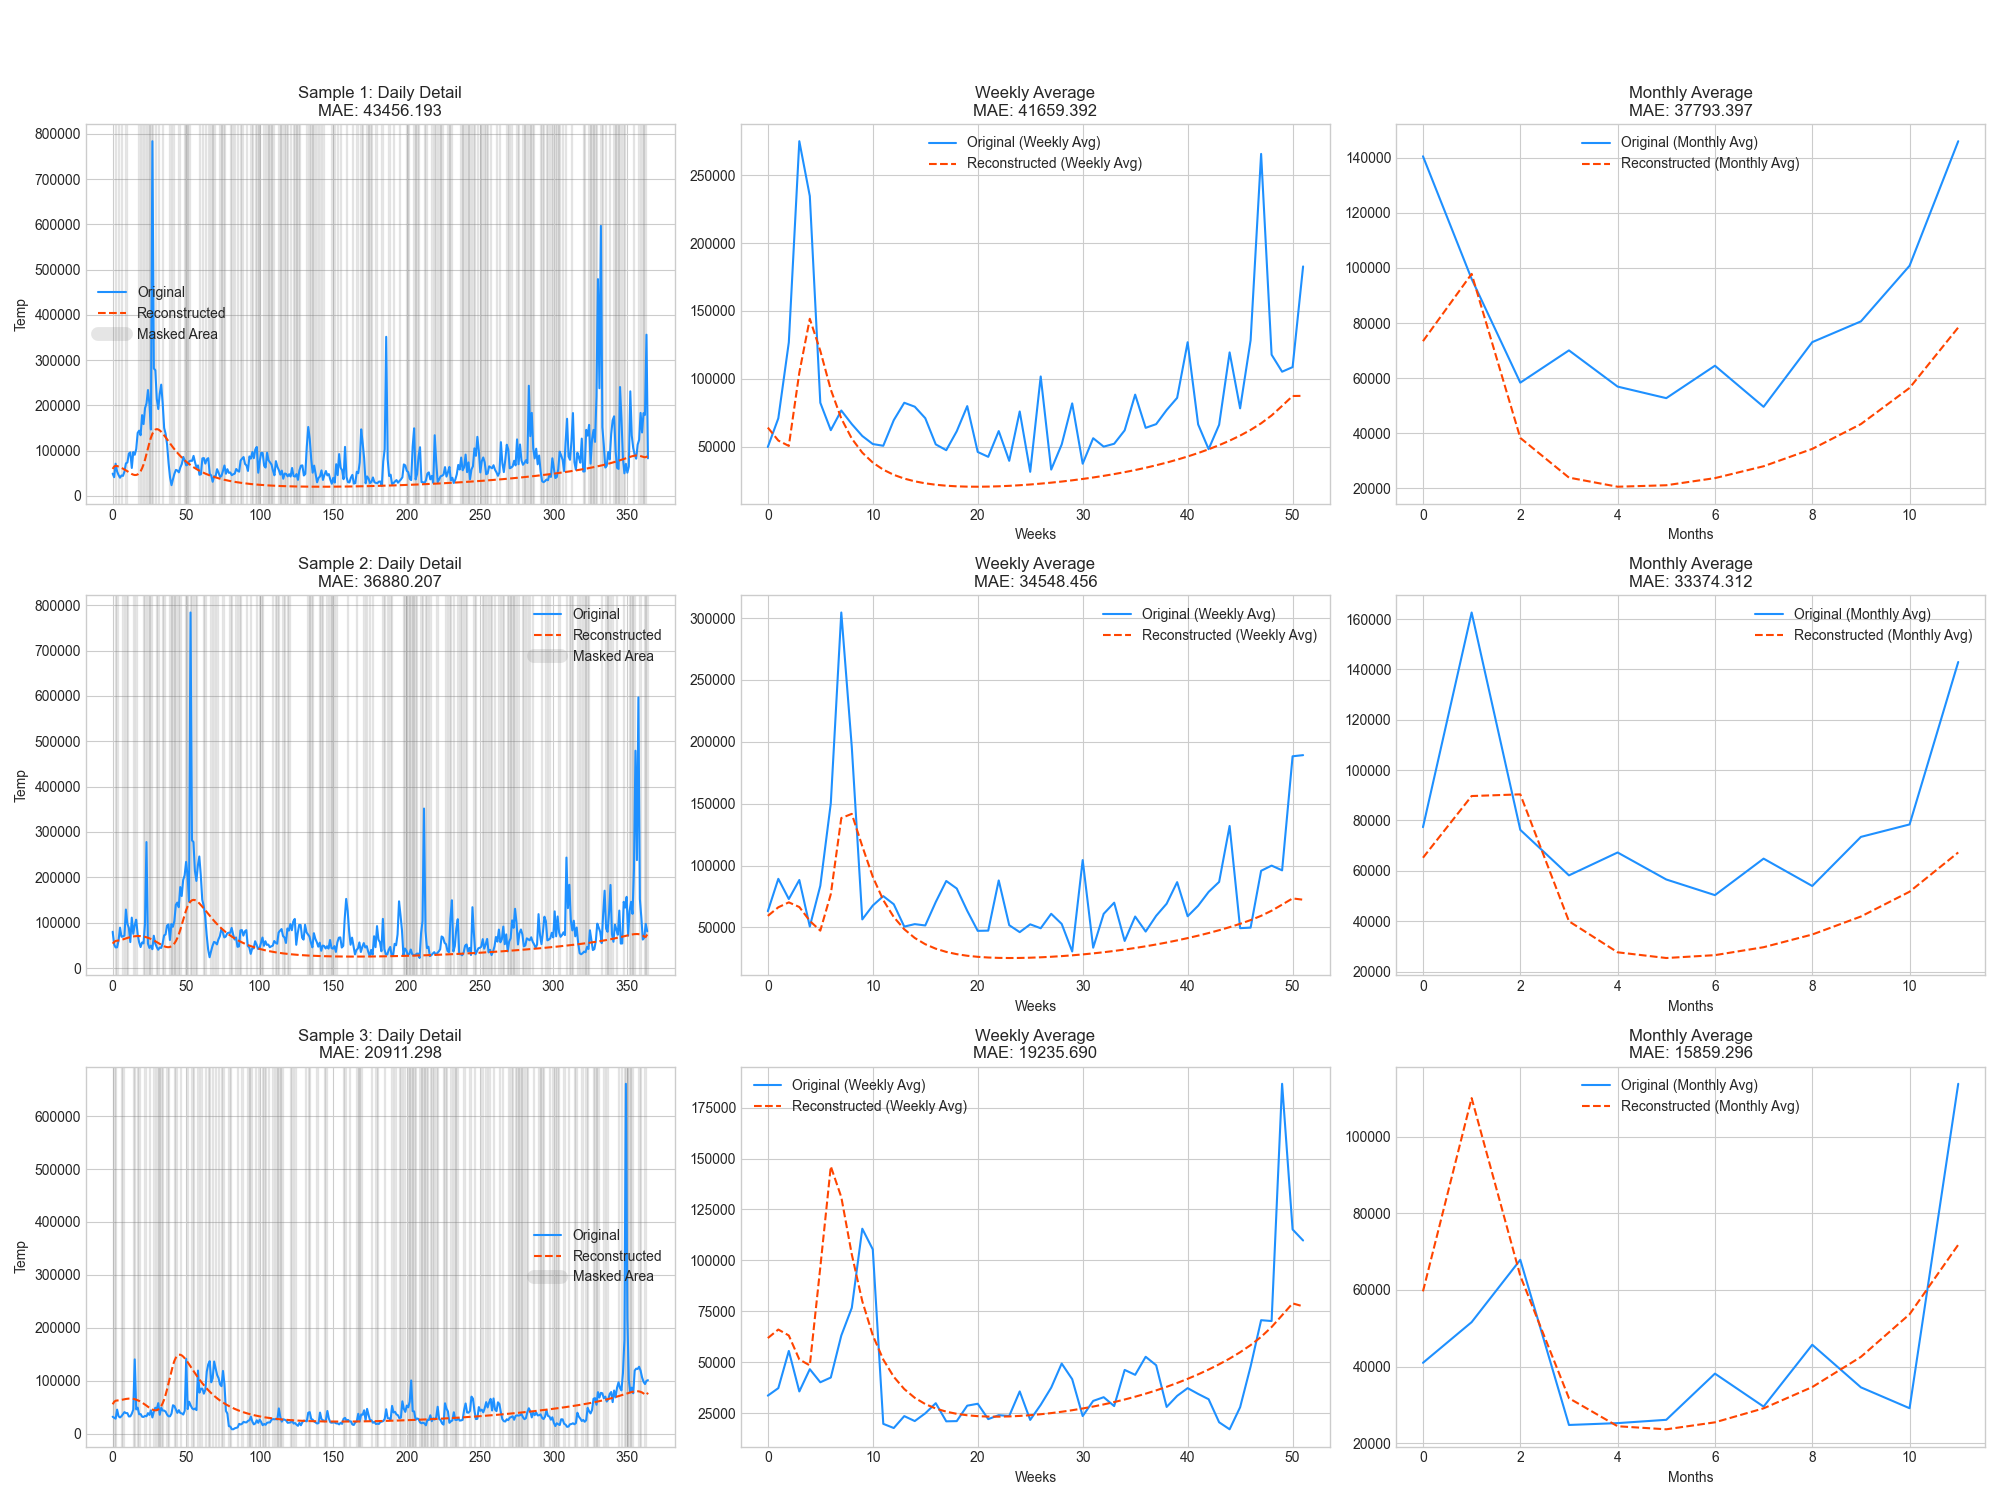 Sample 1: Daily Detail
MAE: 43456.193
800000
700000
600000
500000
400000
300000
200000
100000
0
Temp
Original
Reconstructed
Masked Area
0 50 100 150 200 250 300 350
Weekly Average
MAE: 41659.392
Original (Weekly Avg)
Reconstructed (Weekly Avg)
250000
200000
150000
100000
50000
0 10 20 30 40 50
Weeks
Monthly Average
MAE: 37793.397
Original (Monthly Avg)
Reconstructed (Monthly Avg)
140000
120000
100000
80000
60000
40000
20000
0 2 4 6 8 10
Months
Sample 2: Daily Detail
MAE: 36880.207
800000
700000
600000
500000
400000
300000
200000
100000
0
Temp
Original
Reconstructed
Masked Area
0 50 100 150 200 250 300 350
Weekly Average
MAE: 34548.456
Original (Weekly Avg)
Reconstructed (Weekly Avg)
300000
250000
200000
150000
100000
50000
0 10 20 30 40 50
Weeks
Monthly Average
MAE: 33374.312
Original (Monthly Avg)
Reconstructed (Monthly Avg)
160000
140000
120000
100000
80000
60000
40000
20000
0 2 4 6 8 10
Months
Sample 3: Daily Detail
MAE: 20911.298
600000
500000
400000
300000
200000
100000
0
Temp
Original
Reconstructed
Masked Area
0 50 100 150 200 250 300 350
Weekly Average
MAE: 19235.690
Original (Weekly Avg)
Reconstructed (Weekly Avg)
175000
150000
125000
100000
75000
50000
25000
0 10 20 30 40 50
Weeks
Monthly Average
MAE: 15859.296
Original (Monthly Avg)
Reconstructed (Monthly Avg)
100000
80000
60000
40000
20000
0 2 4 6 8 10
Months